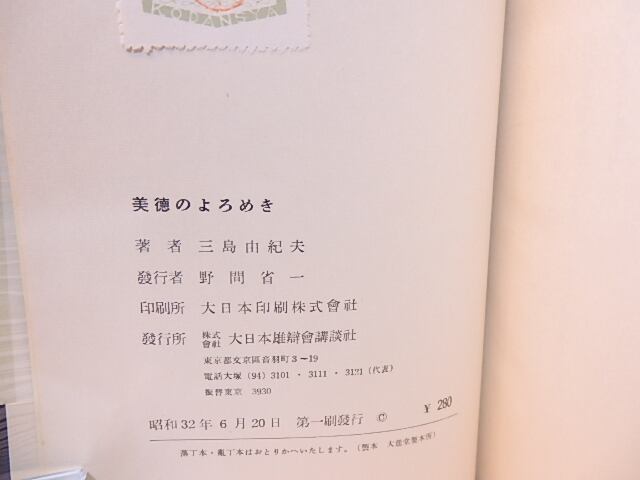 KODANSYA
美徳のよろめき
著者 三島由紀夫
發行者 野間省一
印刷所 大日本印刷株式會社
發行所 株式會社 大日本雄辯會講談社
東京都文京區音羽町3〜19
電話大塚(94)3101・3111・3121(代表)
振替東京 3930
昭和32年6月20日 第一刷發行 © ¥280
落丁本・亂丁本はおとりかへいたします。(製本 大進堂製本所)